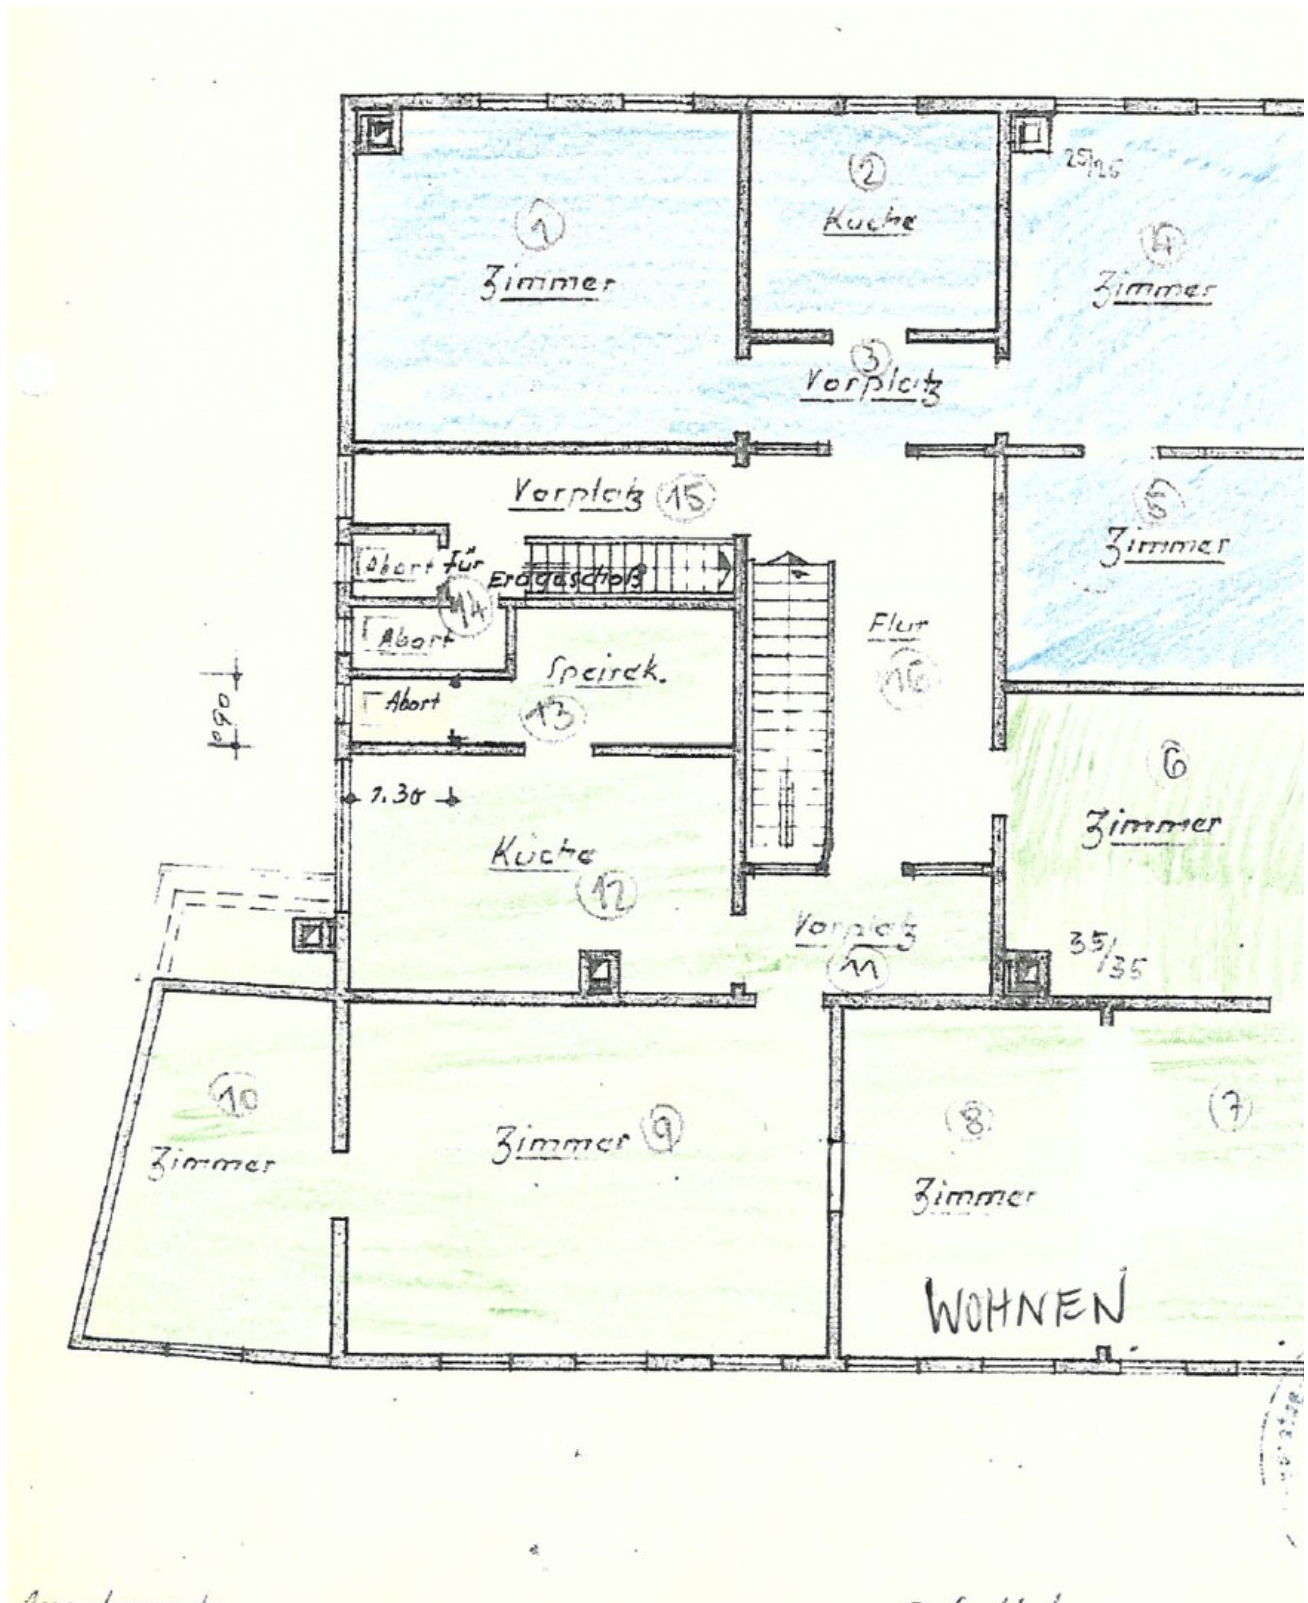 1
Zimmer
2
Küche
25/25
4
Zimmer
3
Vorplatz
Vorplatz 15
5
Zimmer
Abort für
Erdgeschoß
14
Abort
Flur
16
Speisek.
13
Abort
0.90
1.30
Küche
12
6
Zimmer
Vorplatz
11
35/35
10
Zimmer
Zimmer 9
8
Zimmer
7
WOHNEN